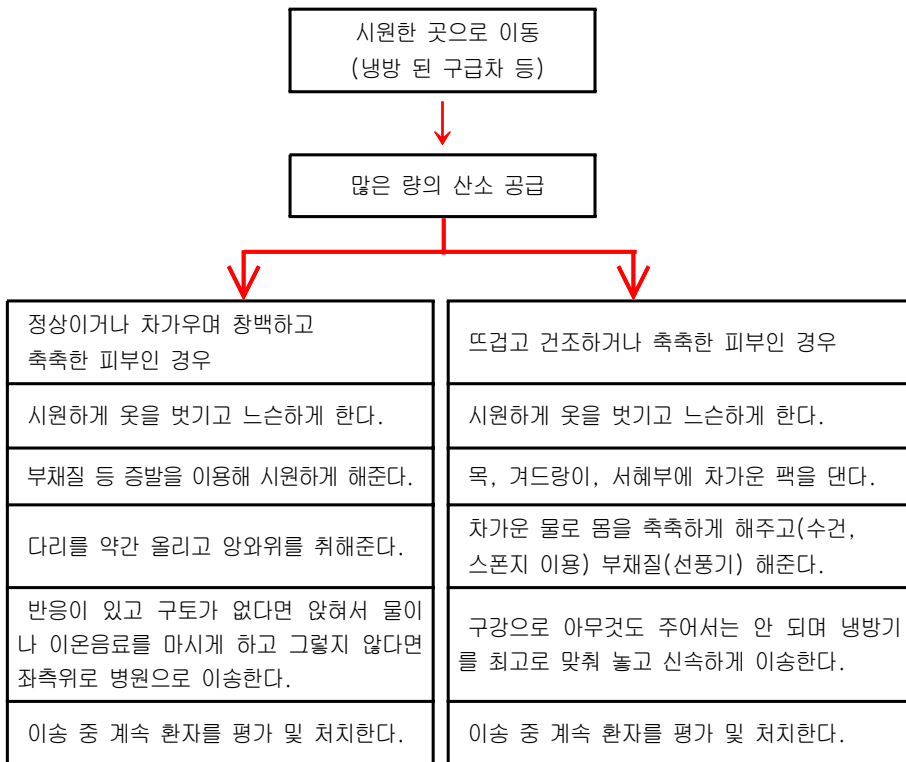 시원한 곳으로 이동
(냉방 된 구급차 등)
많은 량의 산소 공급
정상이거나 차가우며 창백하고
축축한 피부인 경우
시원하게 옷을 벗기고 느슨하게 한다.
부채질 등 증발을 이용해 시원하게 해준다.
다리를 약간 올리고 앙와위를 취해준다.
반응이 있고 구토가 없다면 앉혀서 물이
나 이온음료를 마시게 하고 그렇지 않다면
좌측위로 병원으로 이송한다.
이송 중 계속 환자를 평가 및 처치한다.
뜨겁고 건조하거나 축축한 피부인 경우
시원하게 옷을 벗기고 느슨하게 한다.
목, 겨드랑이, 서혜부에 차가운 팩을 댄다.
차가운 물로 몸을 축축하게 해주고(수건,
스폰지 이용) 부채질(선풍기) 해준다.
구강으로 아무것도 주어서는 안 되며 냉방기
를 최고로 맞춰 놓고 신속하게 이송한다.
이송 중 계속 환자를 평가 및 처치한다.